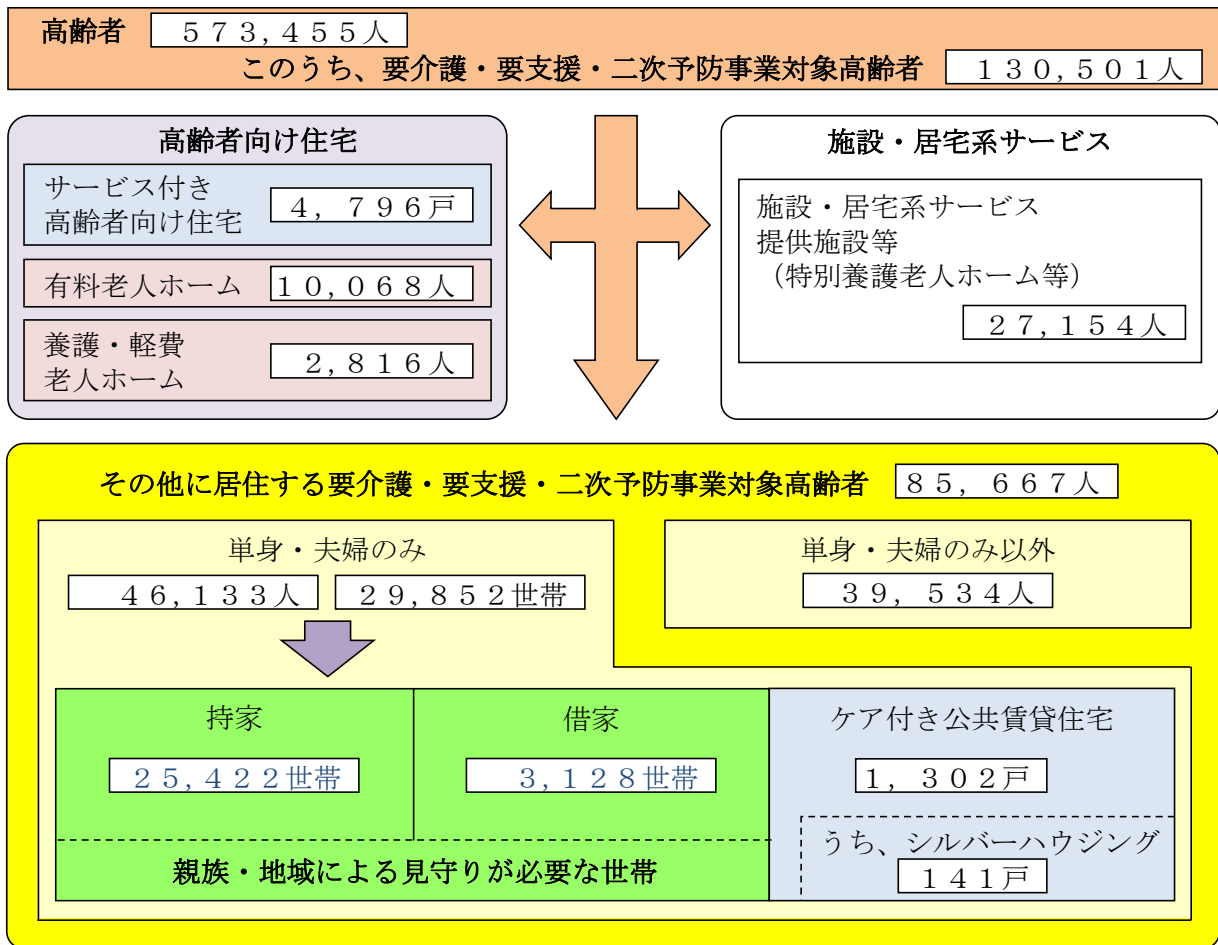 高齢者 573,455人
このうち、要介護・要支援・二次予防事業対象高齢者 130,501人
高齢者向け住宅
サービス付き
高齢者向け住宅
4,796戸
有料老人ホーム 10,068人
養護・軽費
老人ホーム
2,816人
施設・居宅系サービス
施設・居宅系サービス
提供施設等
(特別養護老人ホーム等)
27,154人
その他に居住する要介護・要支援・二次予防事業対象高齢者 85,667人
単身・夫婦のみ
46,133人 29,852世帯
単身・夫婦のみ以外
39,534人
持家
25,422世帯
借家
3,128世帯
ケア付き公共賃貸住宅
1,302戸
うち、シルバーハウジング
141戸
親族・地域による見守りが必要な世帯